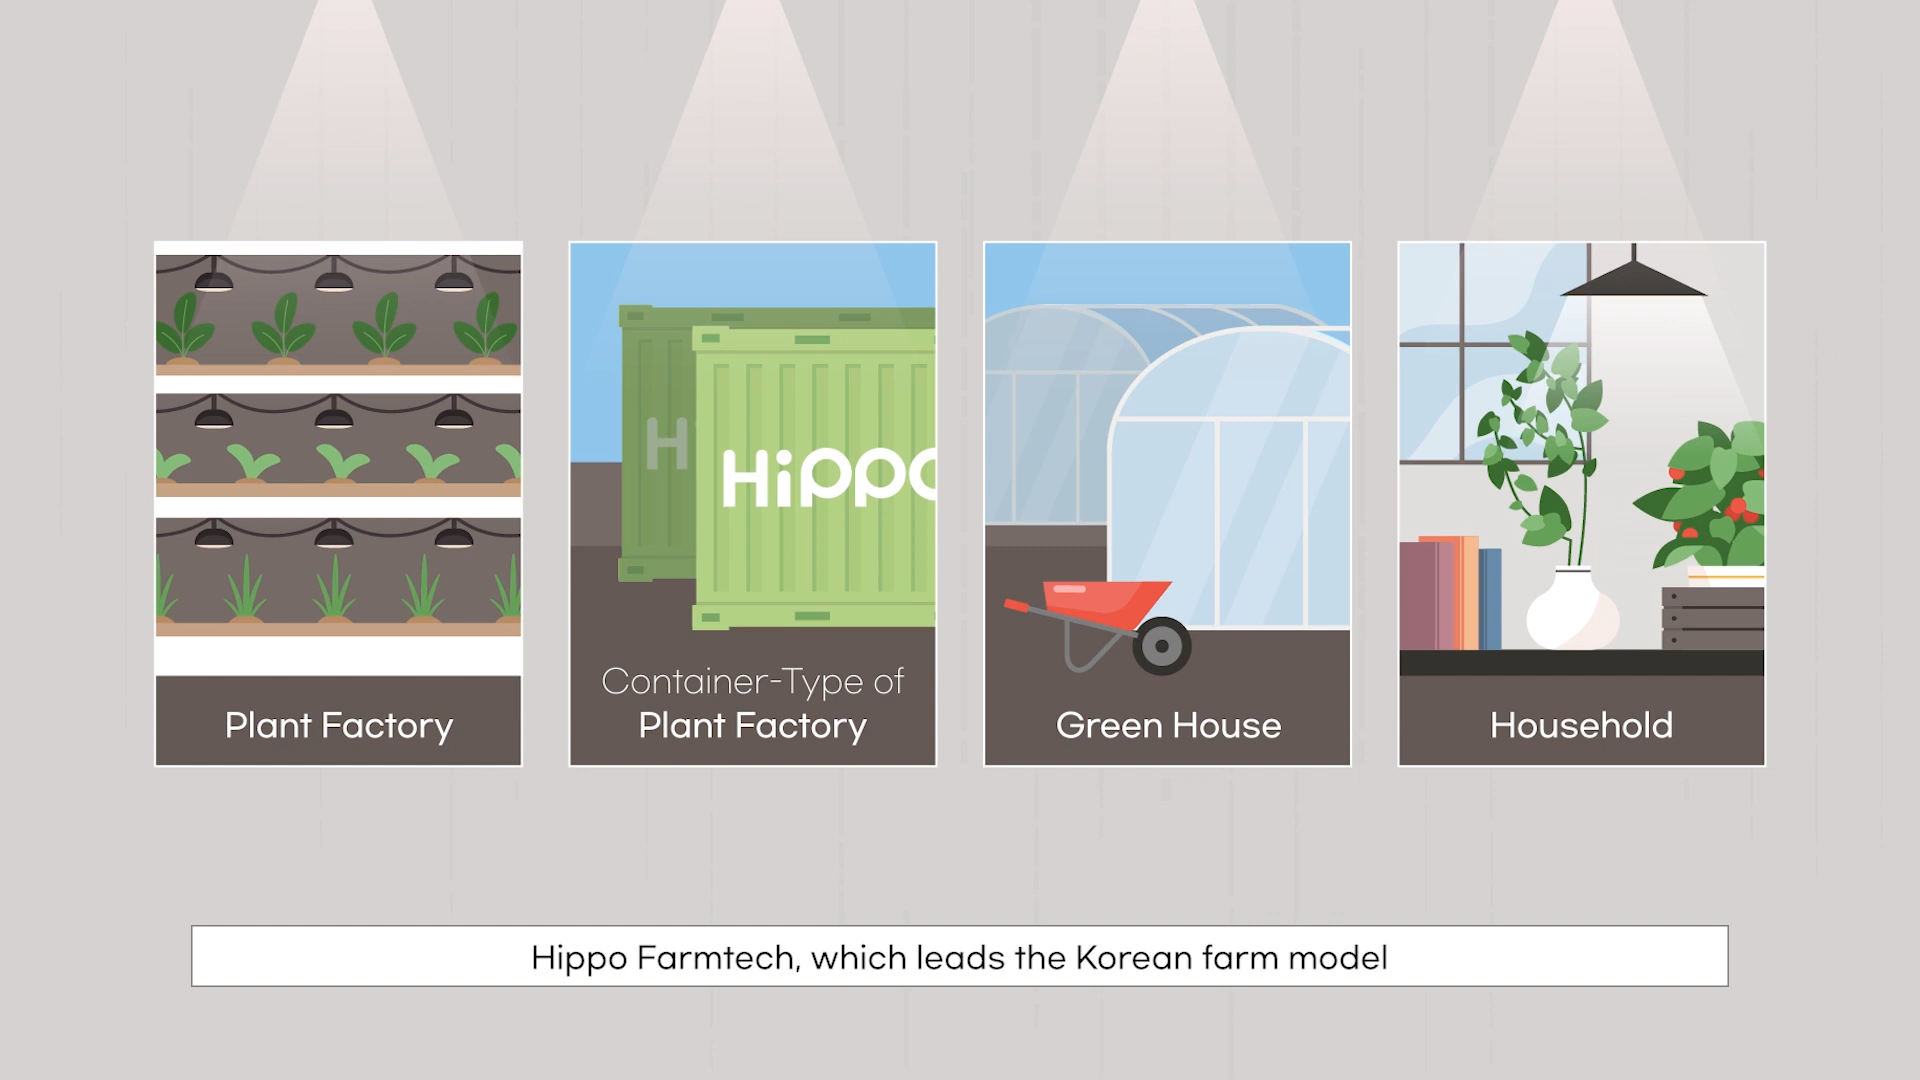 H
Hippo
Plant Factory
Container-Type of
Plant Factory
Green House
Household
Hippo Farmtech, which leads the Korean farm model